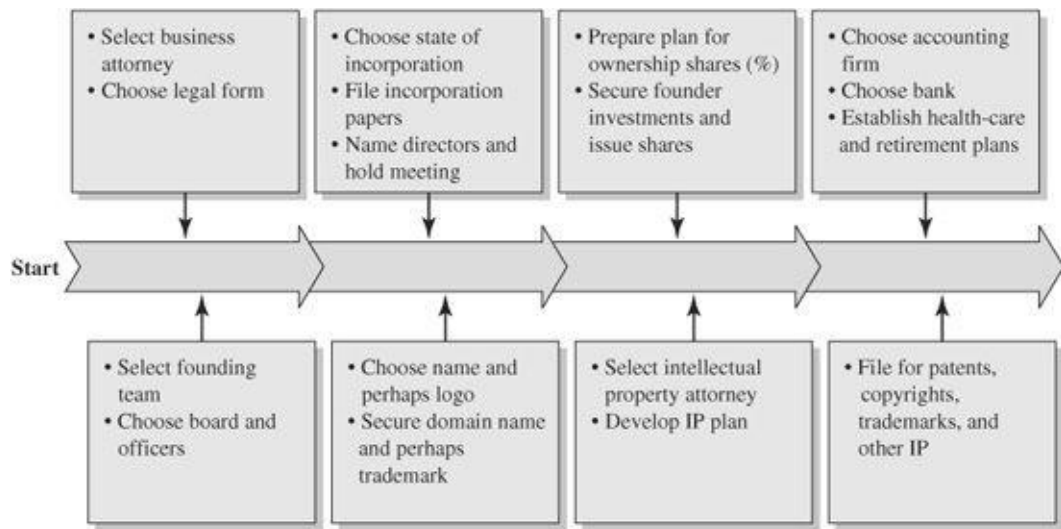 • Select business
attorney
• Choose legal form
• Choose state of
incorporation
• File incorporation
papers
• Name directors and
hold meeting
• Prepare plan for
ownership shares (%)
• Secure founder
investments and
issue shares
• Choose accounting
firm
• Choose bank
• Establish health-care
and retirement plans
Start
• Select founding
team
• Choose board and
officers
• Choose name and
perhaps logo
• Secure domain name
and perhaps
trademark
• Select intellectual
property attorney
• Develop IP plan
• File for patents,
copyrights,
trademarks, and
other IP